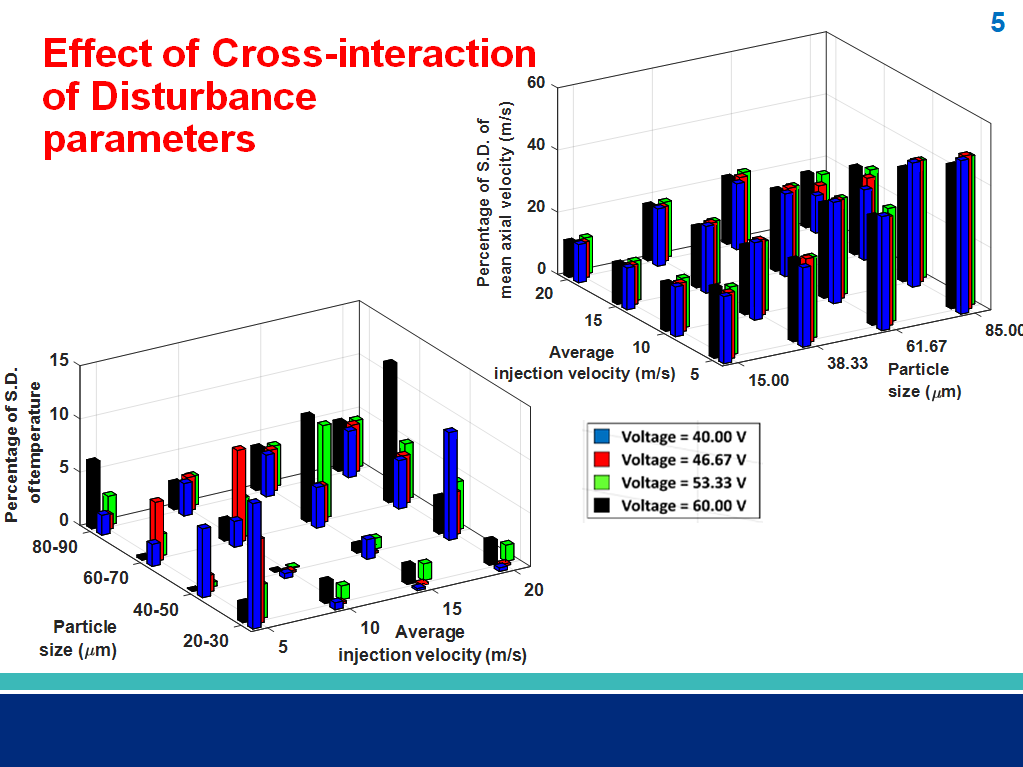 5
Effect of Cross-interaction
of Disturbance
parameters
Percentage of S.D. of
mean axial velocity (m/s)
60
40
20
0
20
15
10
5
Average
injection velocity (m/s)
15.00
38.33
61.67
85.00
Particle
size (μm)
Percentage of S.D.
oftemperature
15
10
5
0
80-90
60-70
40-50
20-30
Particle
size (μm)
5
10
15
20
Average
injection velocity (m/s)
Voltage = 40.00 V
Voltage = 46.67 V
Voltage = 53.33 V
Voltage = 60.00 V